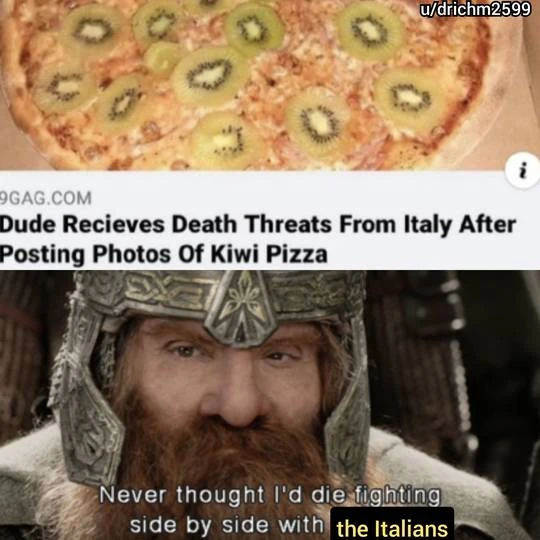 u/drichm2599
i
9GAG.COM
Dude Recieves Death Threats From Italy After
Posting Photos Of Kiwi Pizza
Never thought I'd die fighting
side by side with the Italians